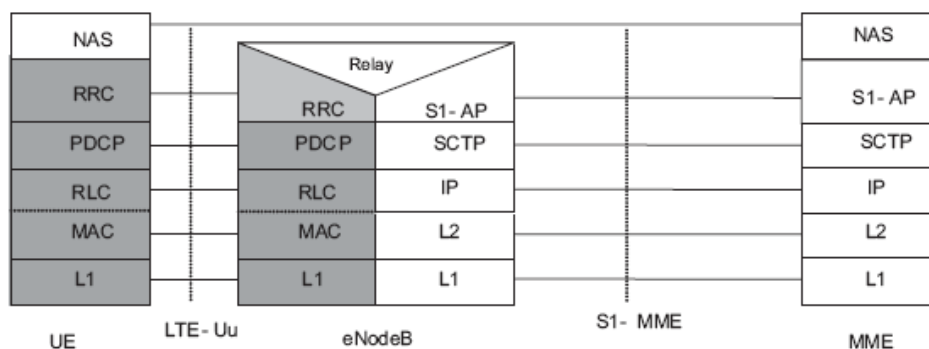 NAS NAS
Relay
RRC RRC S1- AP S1- AP
PDCP PDCP SCTP SCTP
RLC RLC IP IP
MAC MAC L2 L2
L1 L1 L1 L1
UE LTE- Uu eNodeB S1- MME MME